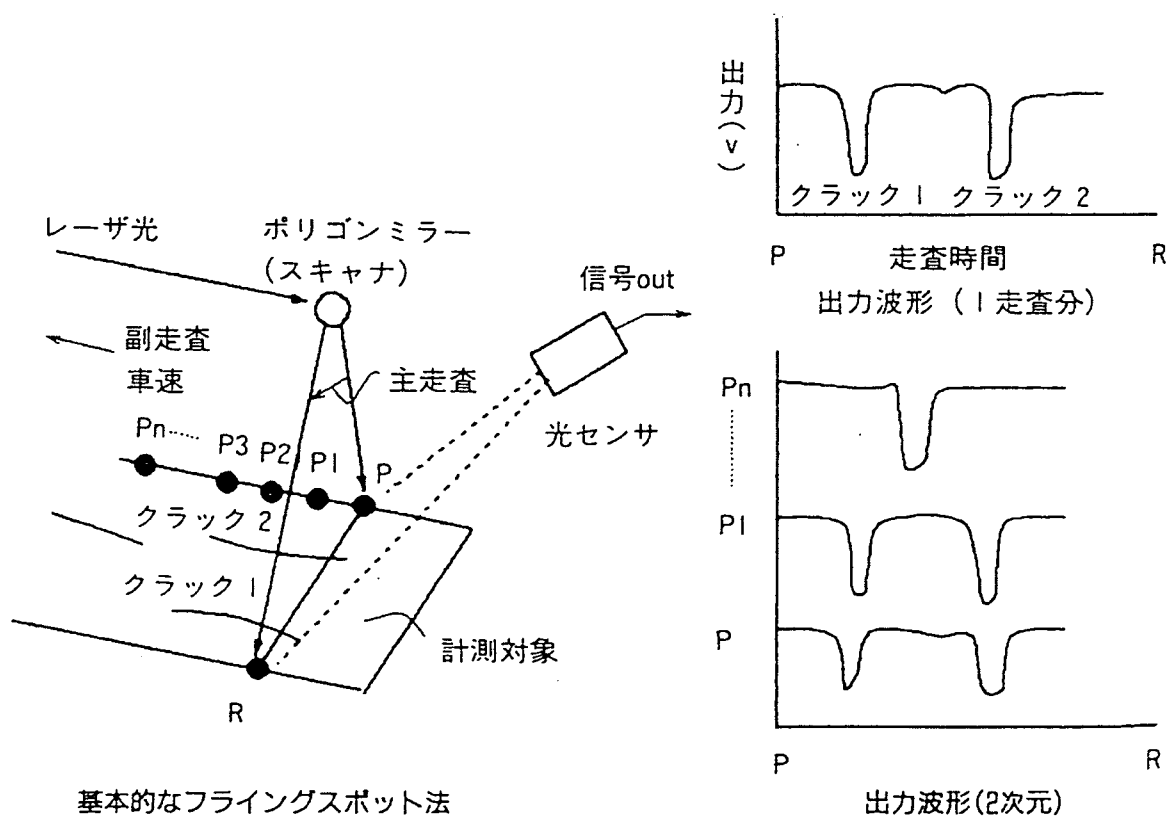 レーザ光
ポリゴンミラー
(スキャナ)
信号out
副走査
車速
主走査
光センサ
Pn……
P3
P2
P1
P
クラック2
クラック1
計測対象
R
基本的なフライングスポット法
出力(v)
クラック1
クラック2
P
走査時間
R
出力波形 (1走査分)
Pn
P1
P
P
R
出力波形(2次元)